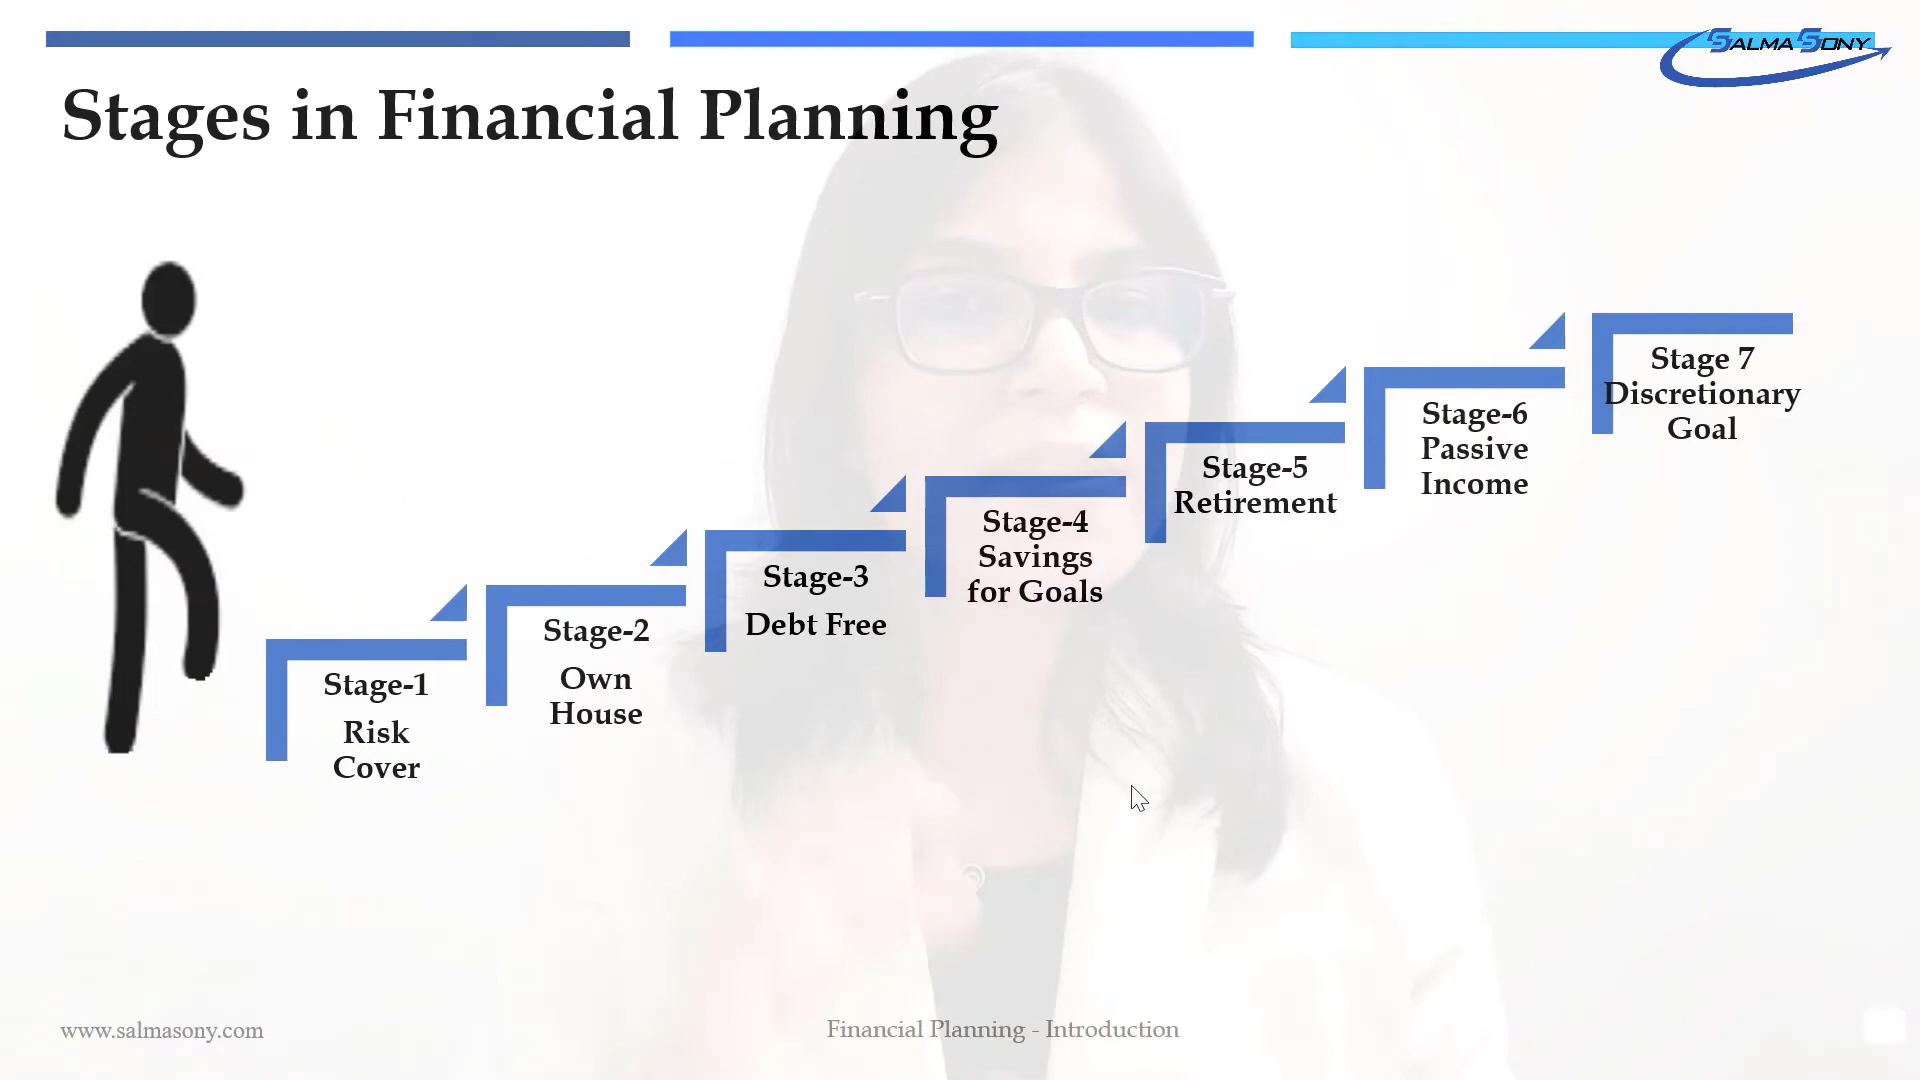 SALMA SONY
Stages in Financial Planning
Stage-1
Risk
Cover
Stage-2
Own
House
Stage-3
Debt Free
Stage-4
Savings
for Goals
Stage-5
Retirement
Stage-6
Passive
Income
Stage 7
Discretionary
Goal
www.salmasony.com
Financial Planning - Introduction